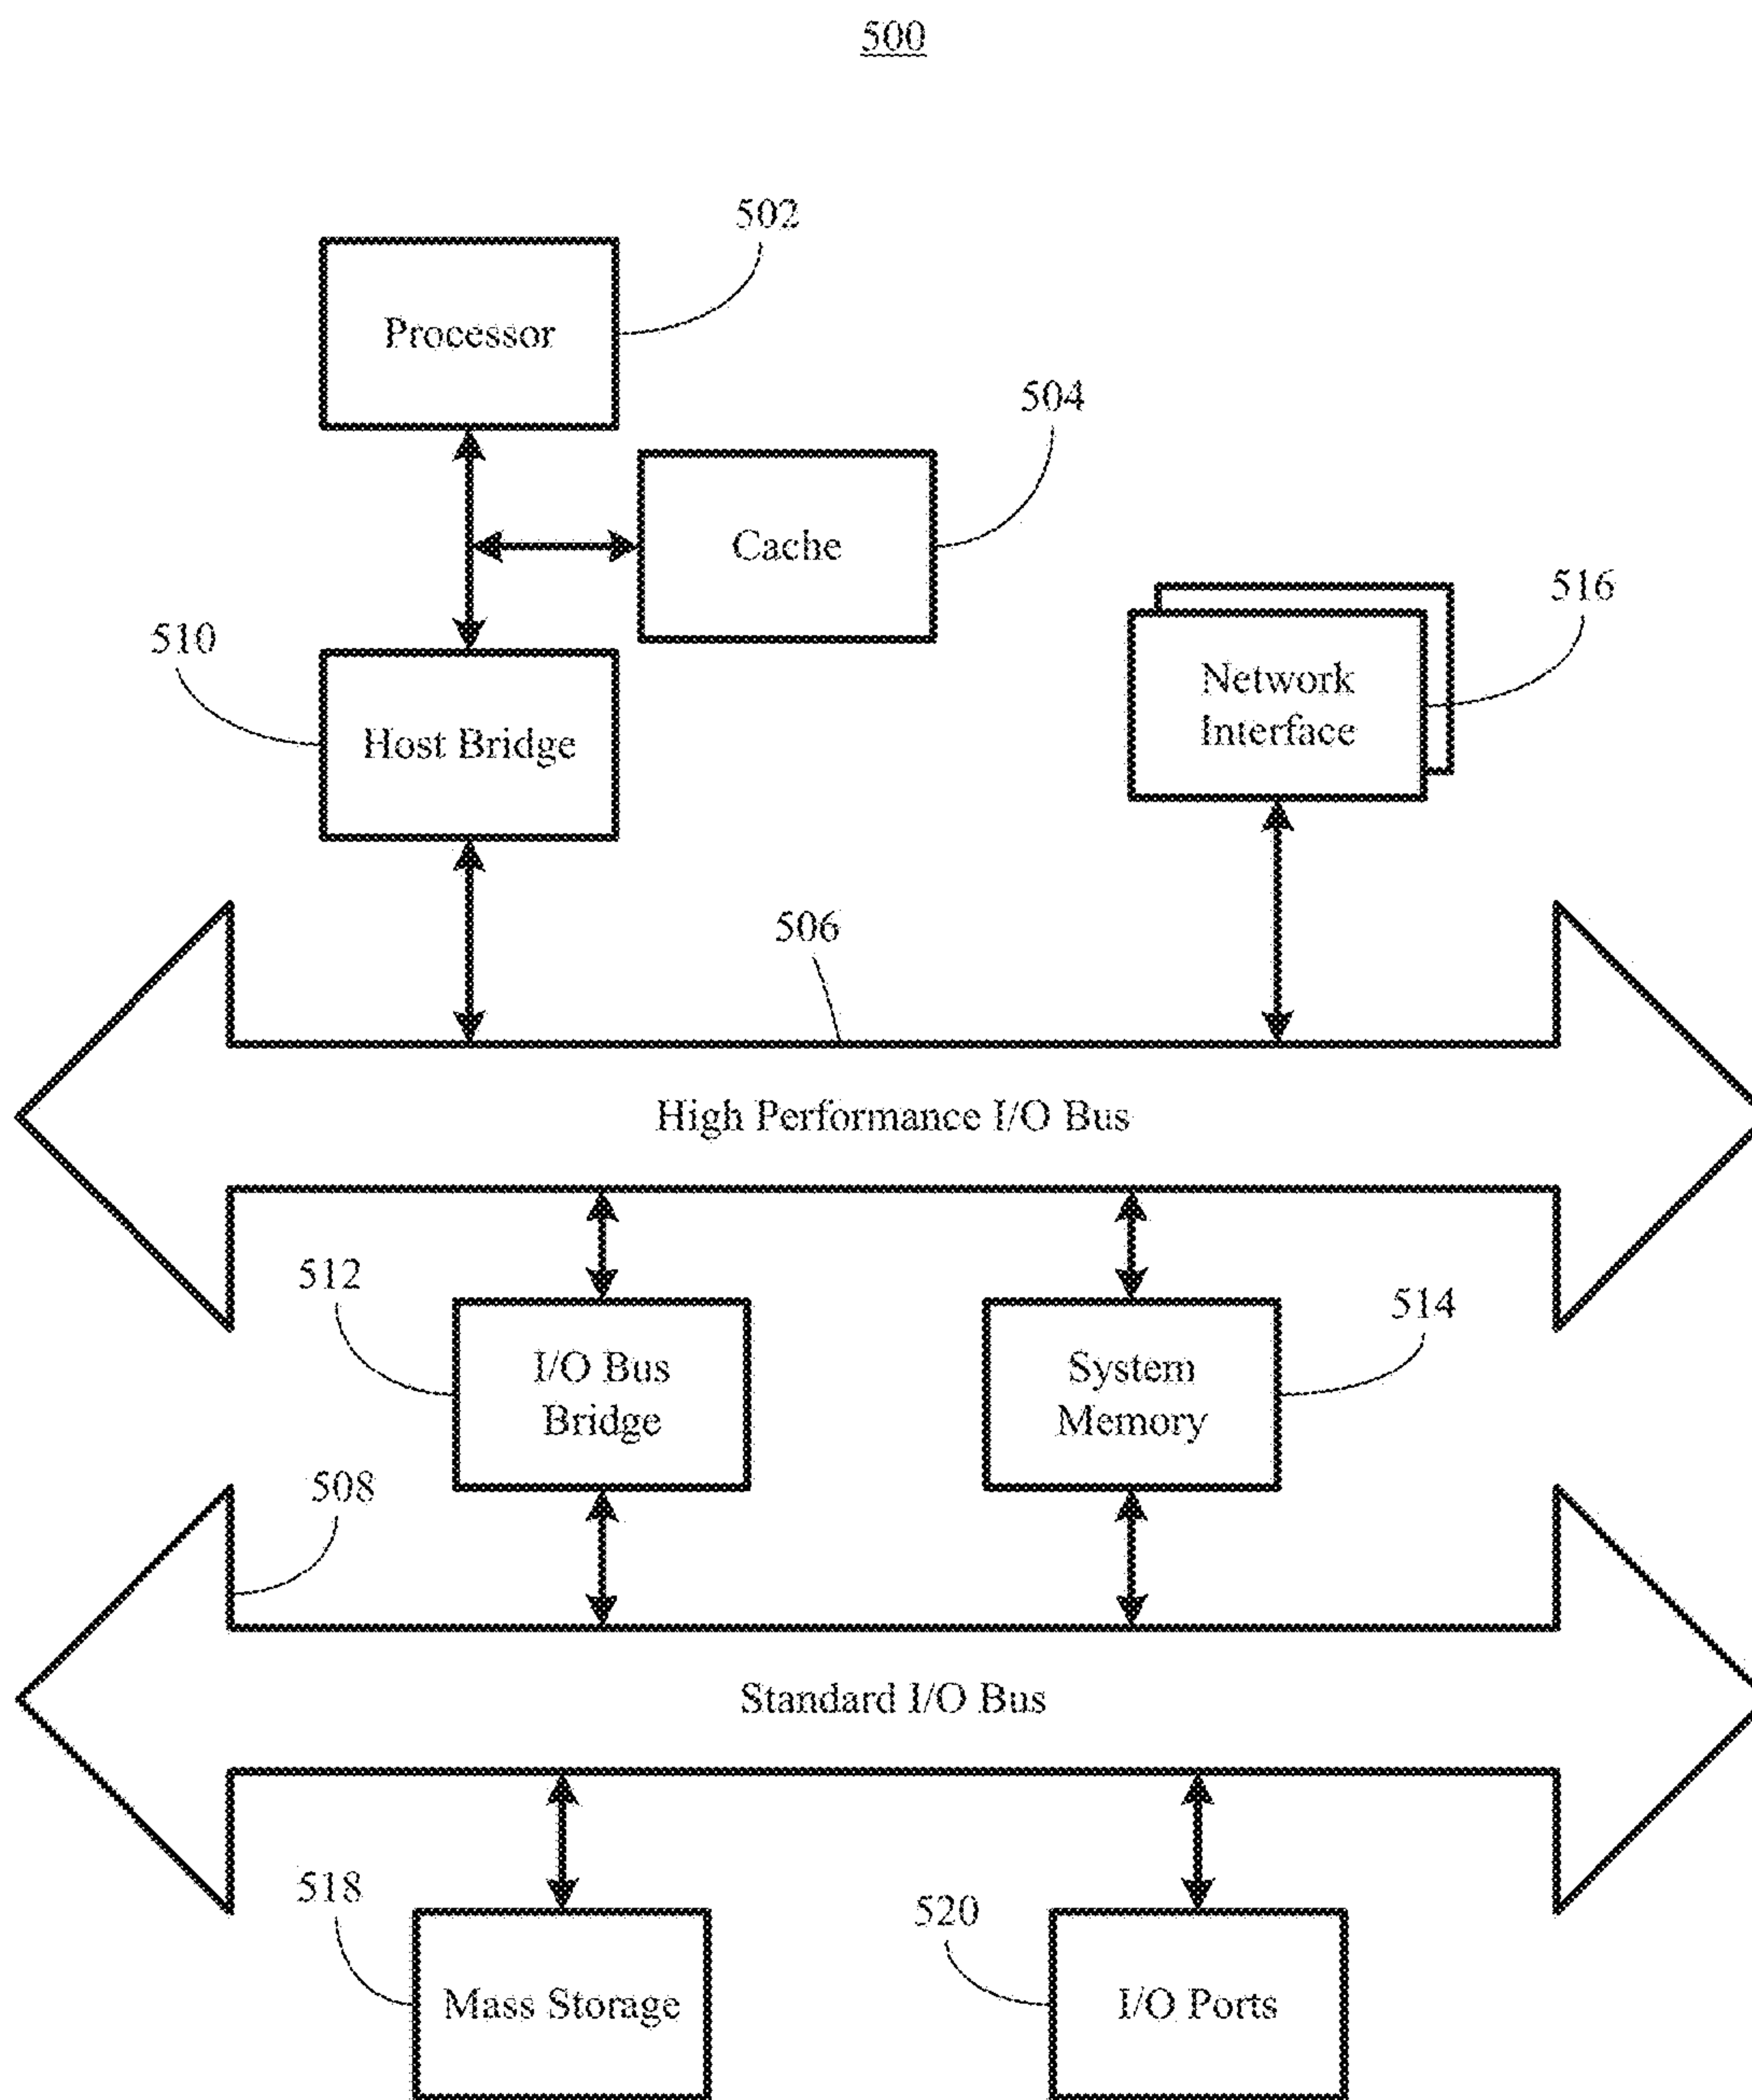 500
502
Processor
504
Cache
516
510
Network
Interface
Host Bridge
506
High Performance I/O Bus
512
514
I/O Bus
Bridge
System
Memory
508
Standard I/O Bus
518
520
Mass Storage
I/O Ports